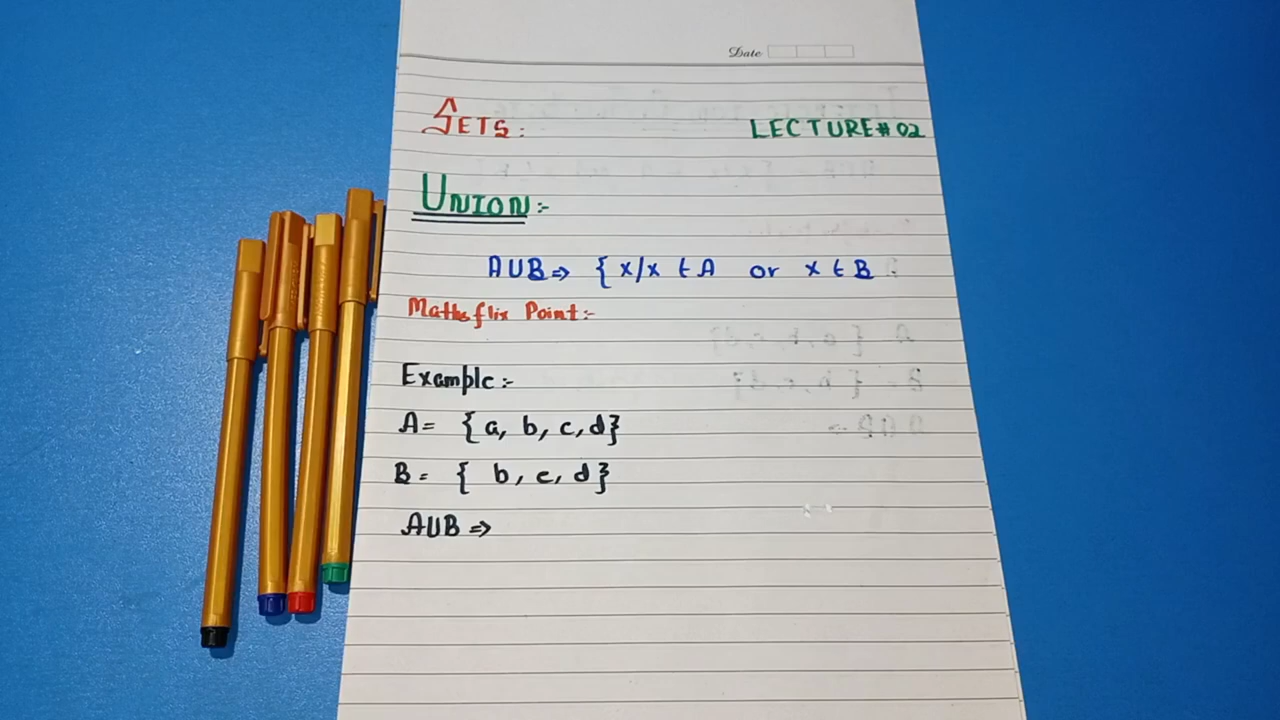 Date
SETS:
LECTURE# 02
UNION:-
AUB⇒ { x/x ∈ A or x ∈ B
Mathsflix Point:-
Example:-
A= {a, b, c, d}
B= { b, c, d}
AUB ⇒